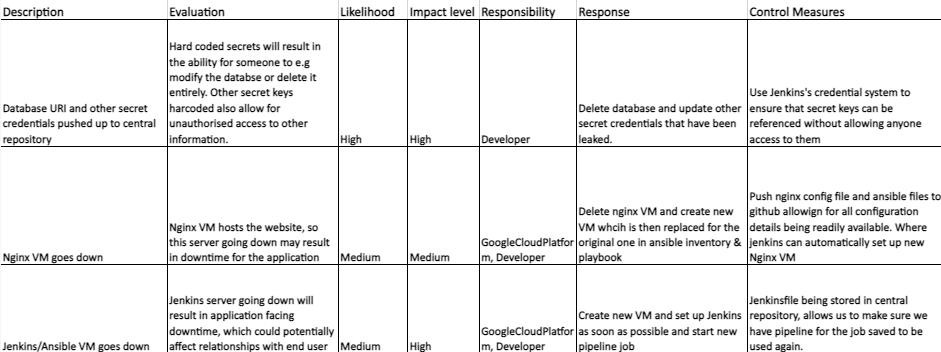 Description Evaluation Likelihood Impact level Responsibility Response Control Measures
Hard coded secrets will result in
the ability for someone to e.g
modify the databse or delete it
entirely. Other secret keys
harcoded also allow for
unauthorised access to other
information.
Database URI and other secret
credentials pushed up to central
repository
High
High
Developer
Delete database and update other
secret credentials that have been
leaked.
Use Jenkins's credential system to
ensure that secret keys can be
referenced without allowing anyone
access to them
Nginx VM goes down
Nginx VM hosts the website, so
this server going down may result
in downtime for the application
Medium
Medium
GoogleCloudPlatfor
m, Developer
Delete nginx VM and create new
VM whcih is then replaced for the
original one in ansible inventory &
playbook
Push nginx config file and ansible files to
github allowign for all configuration
details being readily available. Where
jenkins can automatically set up new
Nginx VM
Jenkins/Ansible VM goes down
Jenkins server going down will
result in application facing
downtime, which could potentially
affect relationships with end user
Medium
High
GoogleCloudPlatfor
m, Developer
Create new VM and set up Jenkins
as soon as possible and start new
pipeline job
Jenkinsfile being stored in central
repository, allows us to make sure we
have pipeline for the job saved to be
used again.